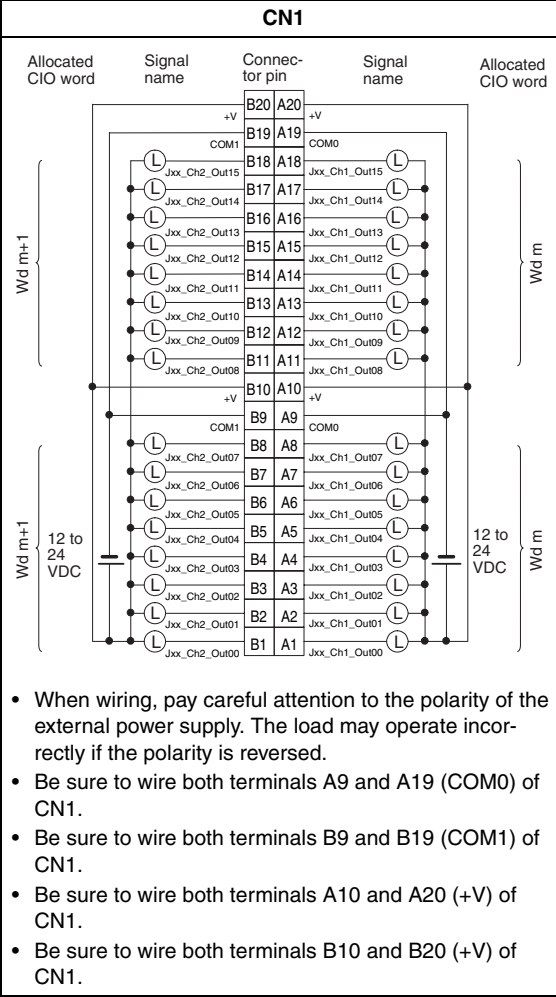 CN1
Allocated CIO word
Signal name
Connec-tor pin
Signal name
Allocated CIO word
B20 A20
+V +V
B19 A19
COM1 COM0
B18 A18
L Jxx_Ch2_Out15 Jxx_Ch1_Out15 L
B17 A17
L Jxx_Ch2_Out14 Jxx_Ch1_Out14 L
B16 A16
L Jxx_Ch2_Out13 Jxx_Ch1_Out13 L
B15 A15
L Jxx_Ch2_Out12 Jxx_Ch1_Out12 L
B14 A14
L Jxx_Ch2_Out11 Jxx_Ch1_Out11 L
B13 A13
L Jxx_Ch2_Out10 Jxx_Ch1_Out10 L
B12 A12
L Jxx_Ch2_Out09 Jxx_Ch1_Out09 L
B11 A11
L Jxx_Ch2_Out08 Jxx_Ch1_Out08 L
Wd m+1
Wd m
B10 A10
+V +V
B9 A9
COM1 COM0
B8 A8
L Jxx_Ch2_Out07 Jxx_Ch1_Out07 L
B7 A7
L Jxx_Ch2_Out06 Jxx_Ch1_Out06 L
B6 A6
L Jxx_Ch2_Out05 Jxx_Ch1_Out05 L
B5 A5
L Jxx_Ch2_Out04 Jxx_Ch1_Out04 L
B4 A4
L Jxx_Ch2_Out03 Jxx_Ch1_Out03 L
B3 A3
L Jxx_Ch2_Out02 Jxx_Ch1_Out02 L
B2 A2
L Jxx_Ch2_Out01 Jxx_Ch1_Out01 L
B1 A1
L Jxx_Ch2_Out00 Jxx_Ch1_Out00 L
Wd m+1
12 to
24
VDC
12 to
24
VDC
Wd m
• When wiring, pay careful attention to the polarity of the
external power supply. The load may operate incor-
rectly if the polarity is reversed.
• Be sure to wire both terminals A9 and A19 (COM0) of
CN1.
• Be sure to wire both terminals B9 and B19 (COM1) of
CN1.
• Be sure to wire both terminals A10 and A20 (+V) of
CN1.
• Be sure to wire both terminals B10 and B20 (+V) of
CN1.